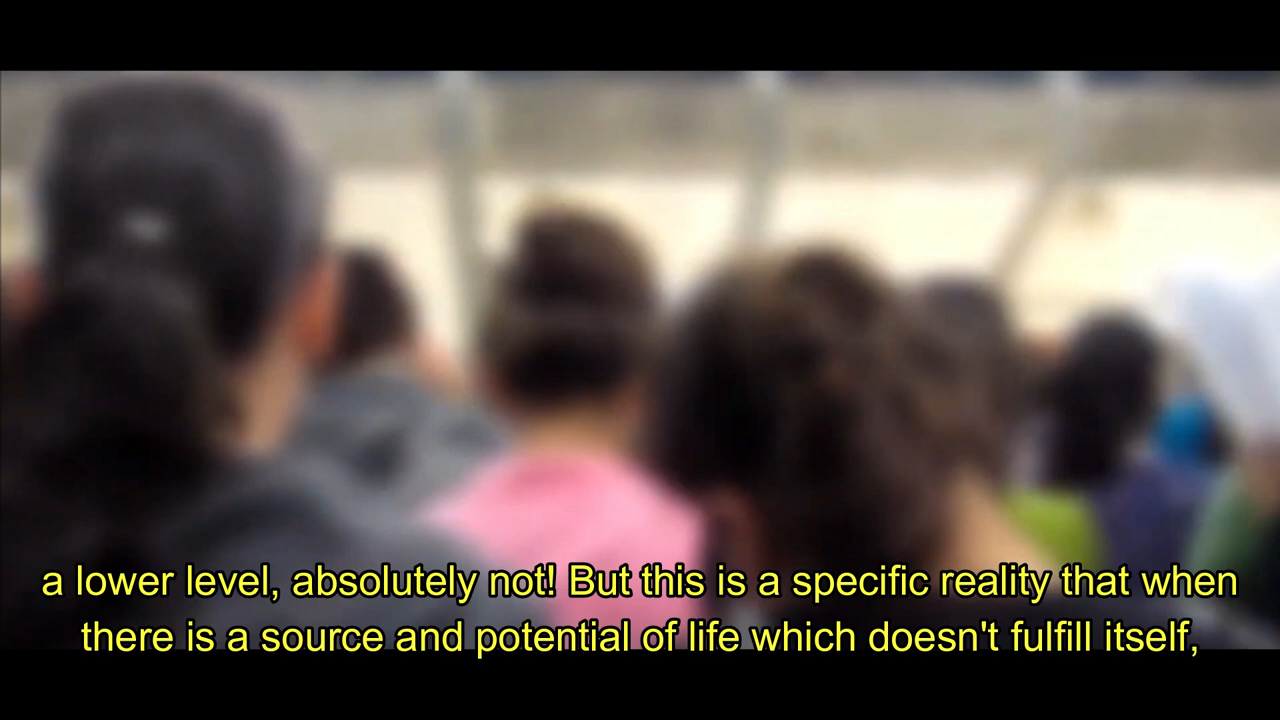 a lower level, absolutely not! But this is a specific reality that when
there is a source and potential of life which doesn't fulfill itself,